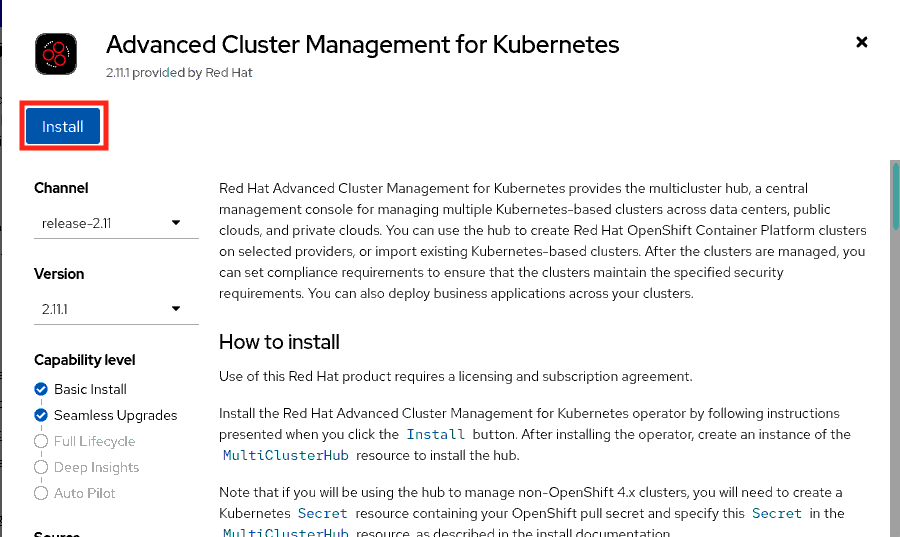 Advanced Cluster Management for Kubernetes
2.11.1 provided by Red Hat
Install
Channel
release-2.11
Version
2.11.1
Capability level
Basic Install
Seamless Upgrades
Full Lifecycle
Deep Insights
Auto Pilot
Source
Red Hat Advanced Cluster Management for Kubernetes provides the multicluster hub, a central
management console for managing multiple Kubernetes-based clusters across data centers, public
clouds, and private clouds. You can use the hub to create Red Hat OpenShift Container Platform clusters
on selected providers, or import existing Kubernetes-based clusters. After the clusters are managed, you
can set compliance requirements to ensure that the clusters maintain the specified security
requirements. You can also deploy business applications across your clusters.
How to install
Use of this Red Hat product requires a licensing and subscription agreement.
Install the Red Hat Advanced Cluster Management for Kubernetes operator by following instructions
presented when you click the Install button. After installing the operator, create an instance of the
MultiClusterHub resource to install the hub.
Note that if you will be using the hub to manage non-OpenShift 4.x clusters, you will need to create a
Kubernetes Secret resource containing your OpenShift pull secret and specify this Secret in the
MultiClusterHub resource, as described in the install documentation.